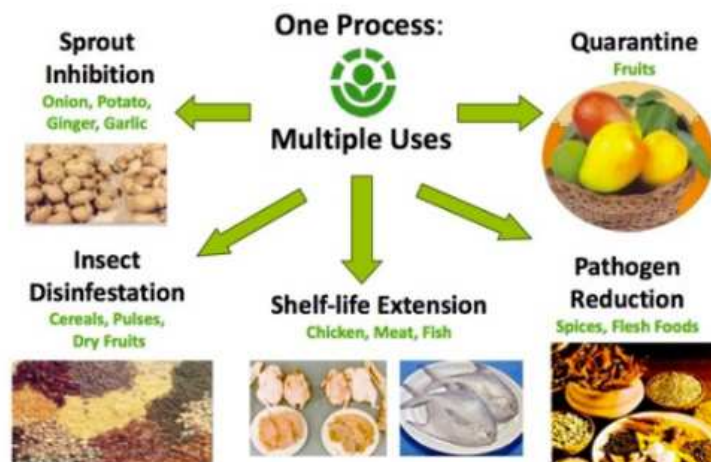 One Process:
Multiple Uses
Sprout
Inhibition
Onion, Potato,
Ginger, Garlic
Quarantine
Fruits
Insect
Disinfestation
Cereals, Pulses,
Dry Fruits
Shelf-life Extension
Chicken, Meat, Fish
Pathogen
Reduction
Spices, Flesh Foods